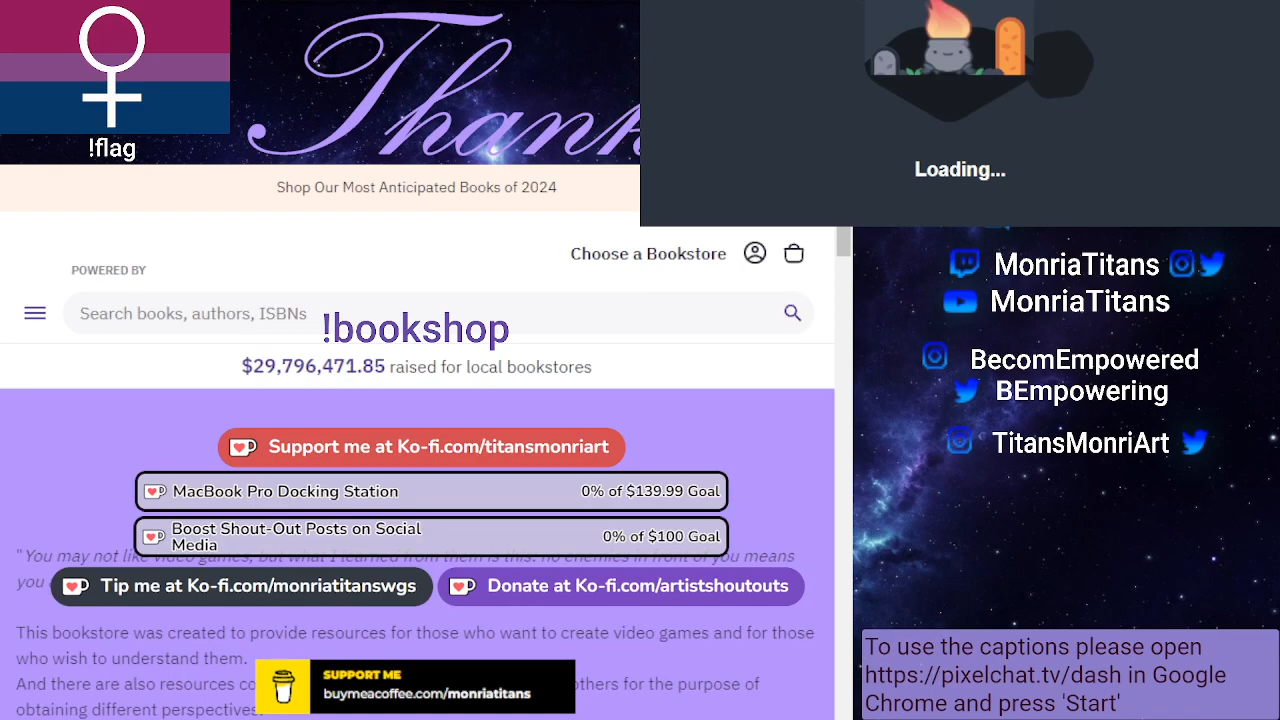 !flag
Thank
Loading...
Shop Our Most Anticipated Books of 2024
Choose a Bookstore
POWERED BY
Search books, authors, ISBNs
!bookshop
$29,796,471.85 raised for local bookstores
Support me at Ko-fi.com/titansmonriart
MacBook Pro Docking Station 0% of $139.99 Goal
Boost Shout-Out Posts on Social
Media
0% of $100 Goal
"You may not like video games, but what I learned from them is this: no enemies in front of you means
you
Tip me at Ko-fi.com/monriatitanswgs
Donate at Ko-fi.com/artistshoutouts
This bookstore was created to provide resources for those who want to create video games and for those
who wish to understand them.
And there are also resources
others for the purpose of
obtaining different perspectives.
SUPPORT ME
buymeacoffee.com/monriatitans
MonriaTitans
MonriaTitans
BecomEmpowered
BEmpowering
TitansMonriArt
To use the captions please open
https://pixelchat.tv/dash in Google
Chrome and press 'Start'